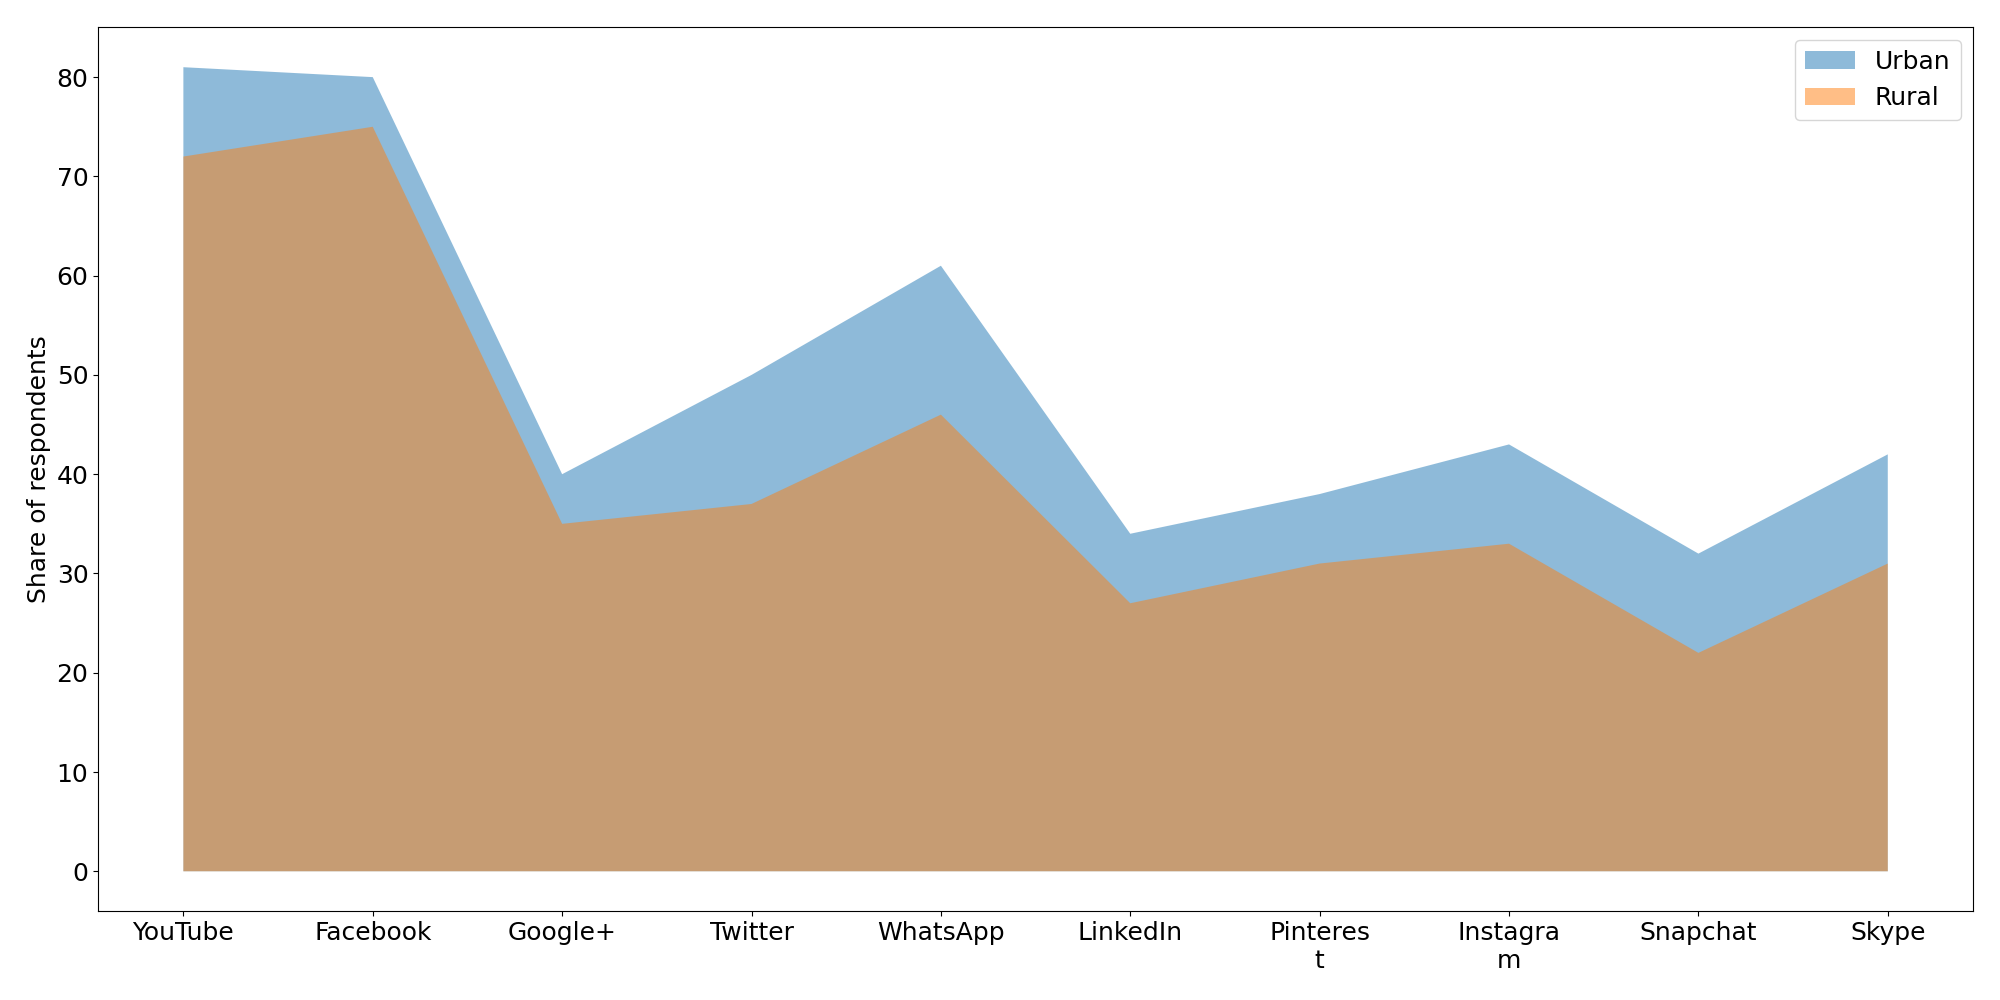 Urban
Rural
Share of respondents
80
70
60
50
40
30
20
10
0
YouTube
Facebook
Google+
Twitter
WhatsApp
LinkedIn
Pinteres
t
Instagra
m
Snapchat
Skype